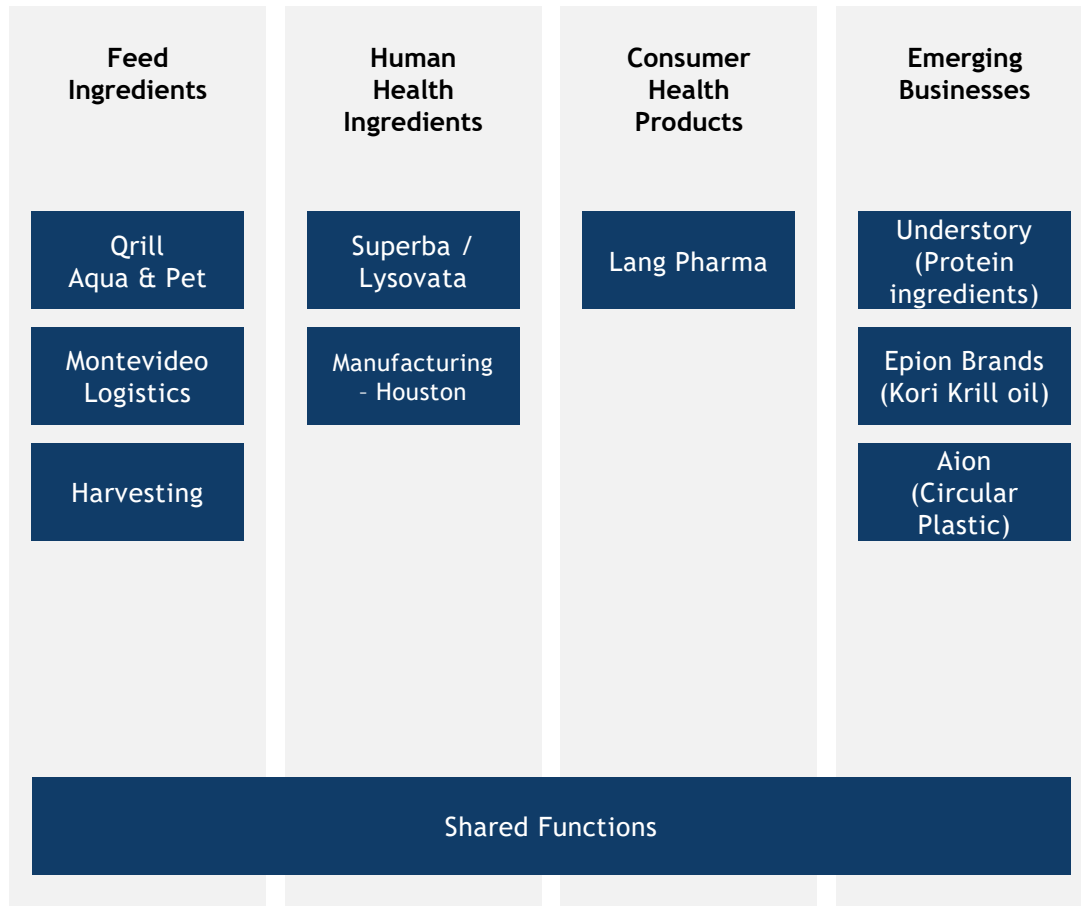 Feed
Ingredients
Human
Health
Ingredients
Consumer
Health
Products
Emerging
Businesses
Qrill
Aqua & Pet
Montevideo
Logistics
Harvesting
Superba /
Lysovata
Manufacturing
– Houston
Lang Pharma
Understory
(Protein
ingredients)
Epion Brands
(Kori Krill oil)
Aion
(Circular
Plastic)
Shared Functions